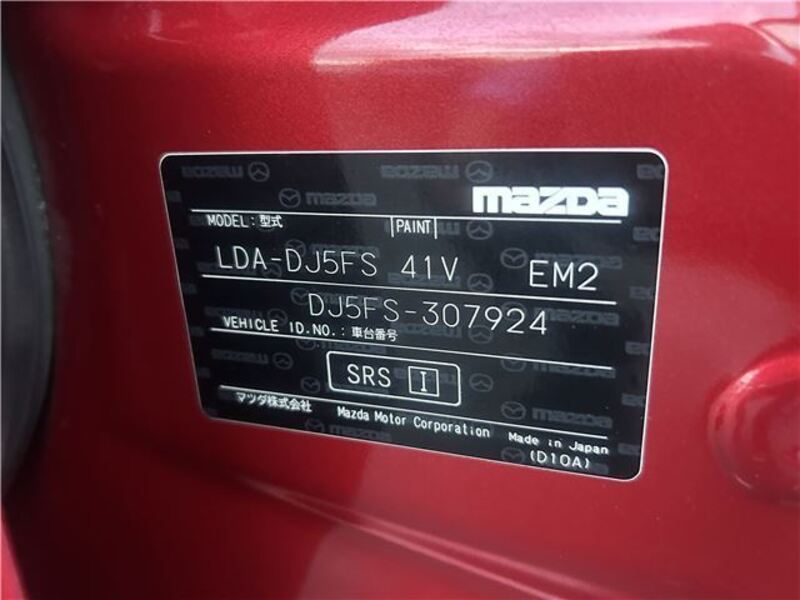 mazda
MODEL:型式 PAINT
LDA-DJ5FS 41V EM2
DJ5FS-307924
VEHICLE ID.NO.:車台番号
SRS I
マツダ株式会社 Mazda Motor Corporation Made in Japan
(D10A)